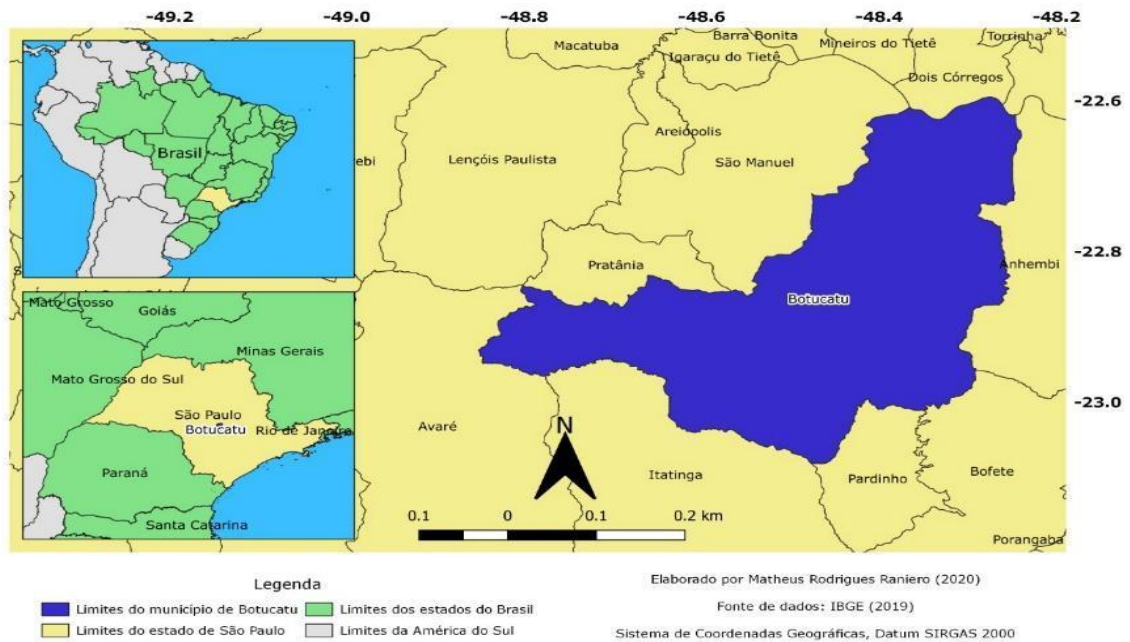 -49.2 -49.0 -48.8 -48.6 -48.4 -48.2
Macatuba
Barra Bonita
Igaraçu do Tietê
Mineiros do Tietê
Torrinha
Dois Córregos
-22.6
Brasil
ebi
Lençóis Paulista
Areiópolis
São Manuel
Pratânia
-22.8
Anhembi
Botucatu
Mato Grosso
Goiás
Minas Gerais
Mato Grosso do Sul
São Paulo
Botucatu
Rio de Janeiro
Paraná
Santa Catarina
-23.0
Avaré
N
Itatinga
Pardinho
Bofete
Porangaba
0.1 0 0.1 0.2 km
Legenda
Limites do município de Botucatu
Limites dos estados do Brasil
Limites do estado de São Paulo
Limites da América do Sul
Elaborado por Matheus Rodrigues Raniero (2020)
Fonte de dados: IBGE (2019)
Sistema de Coordenadas Geográficas, Datum SIRGAS 2000